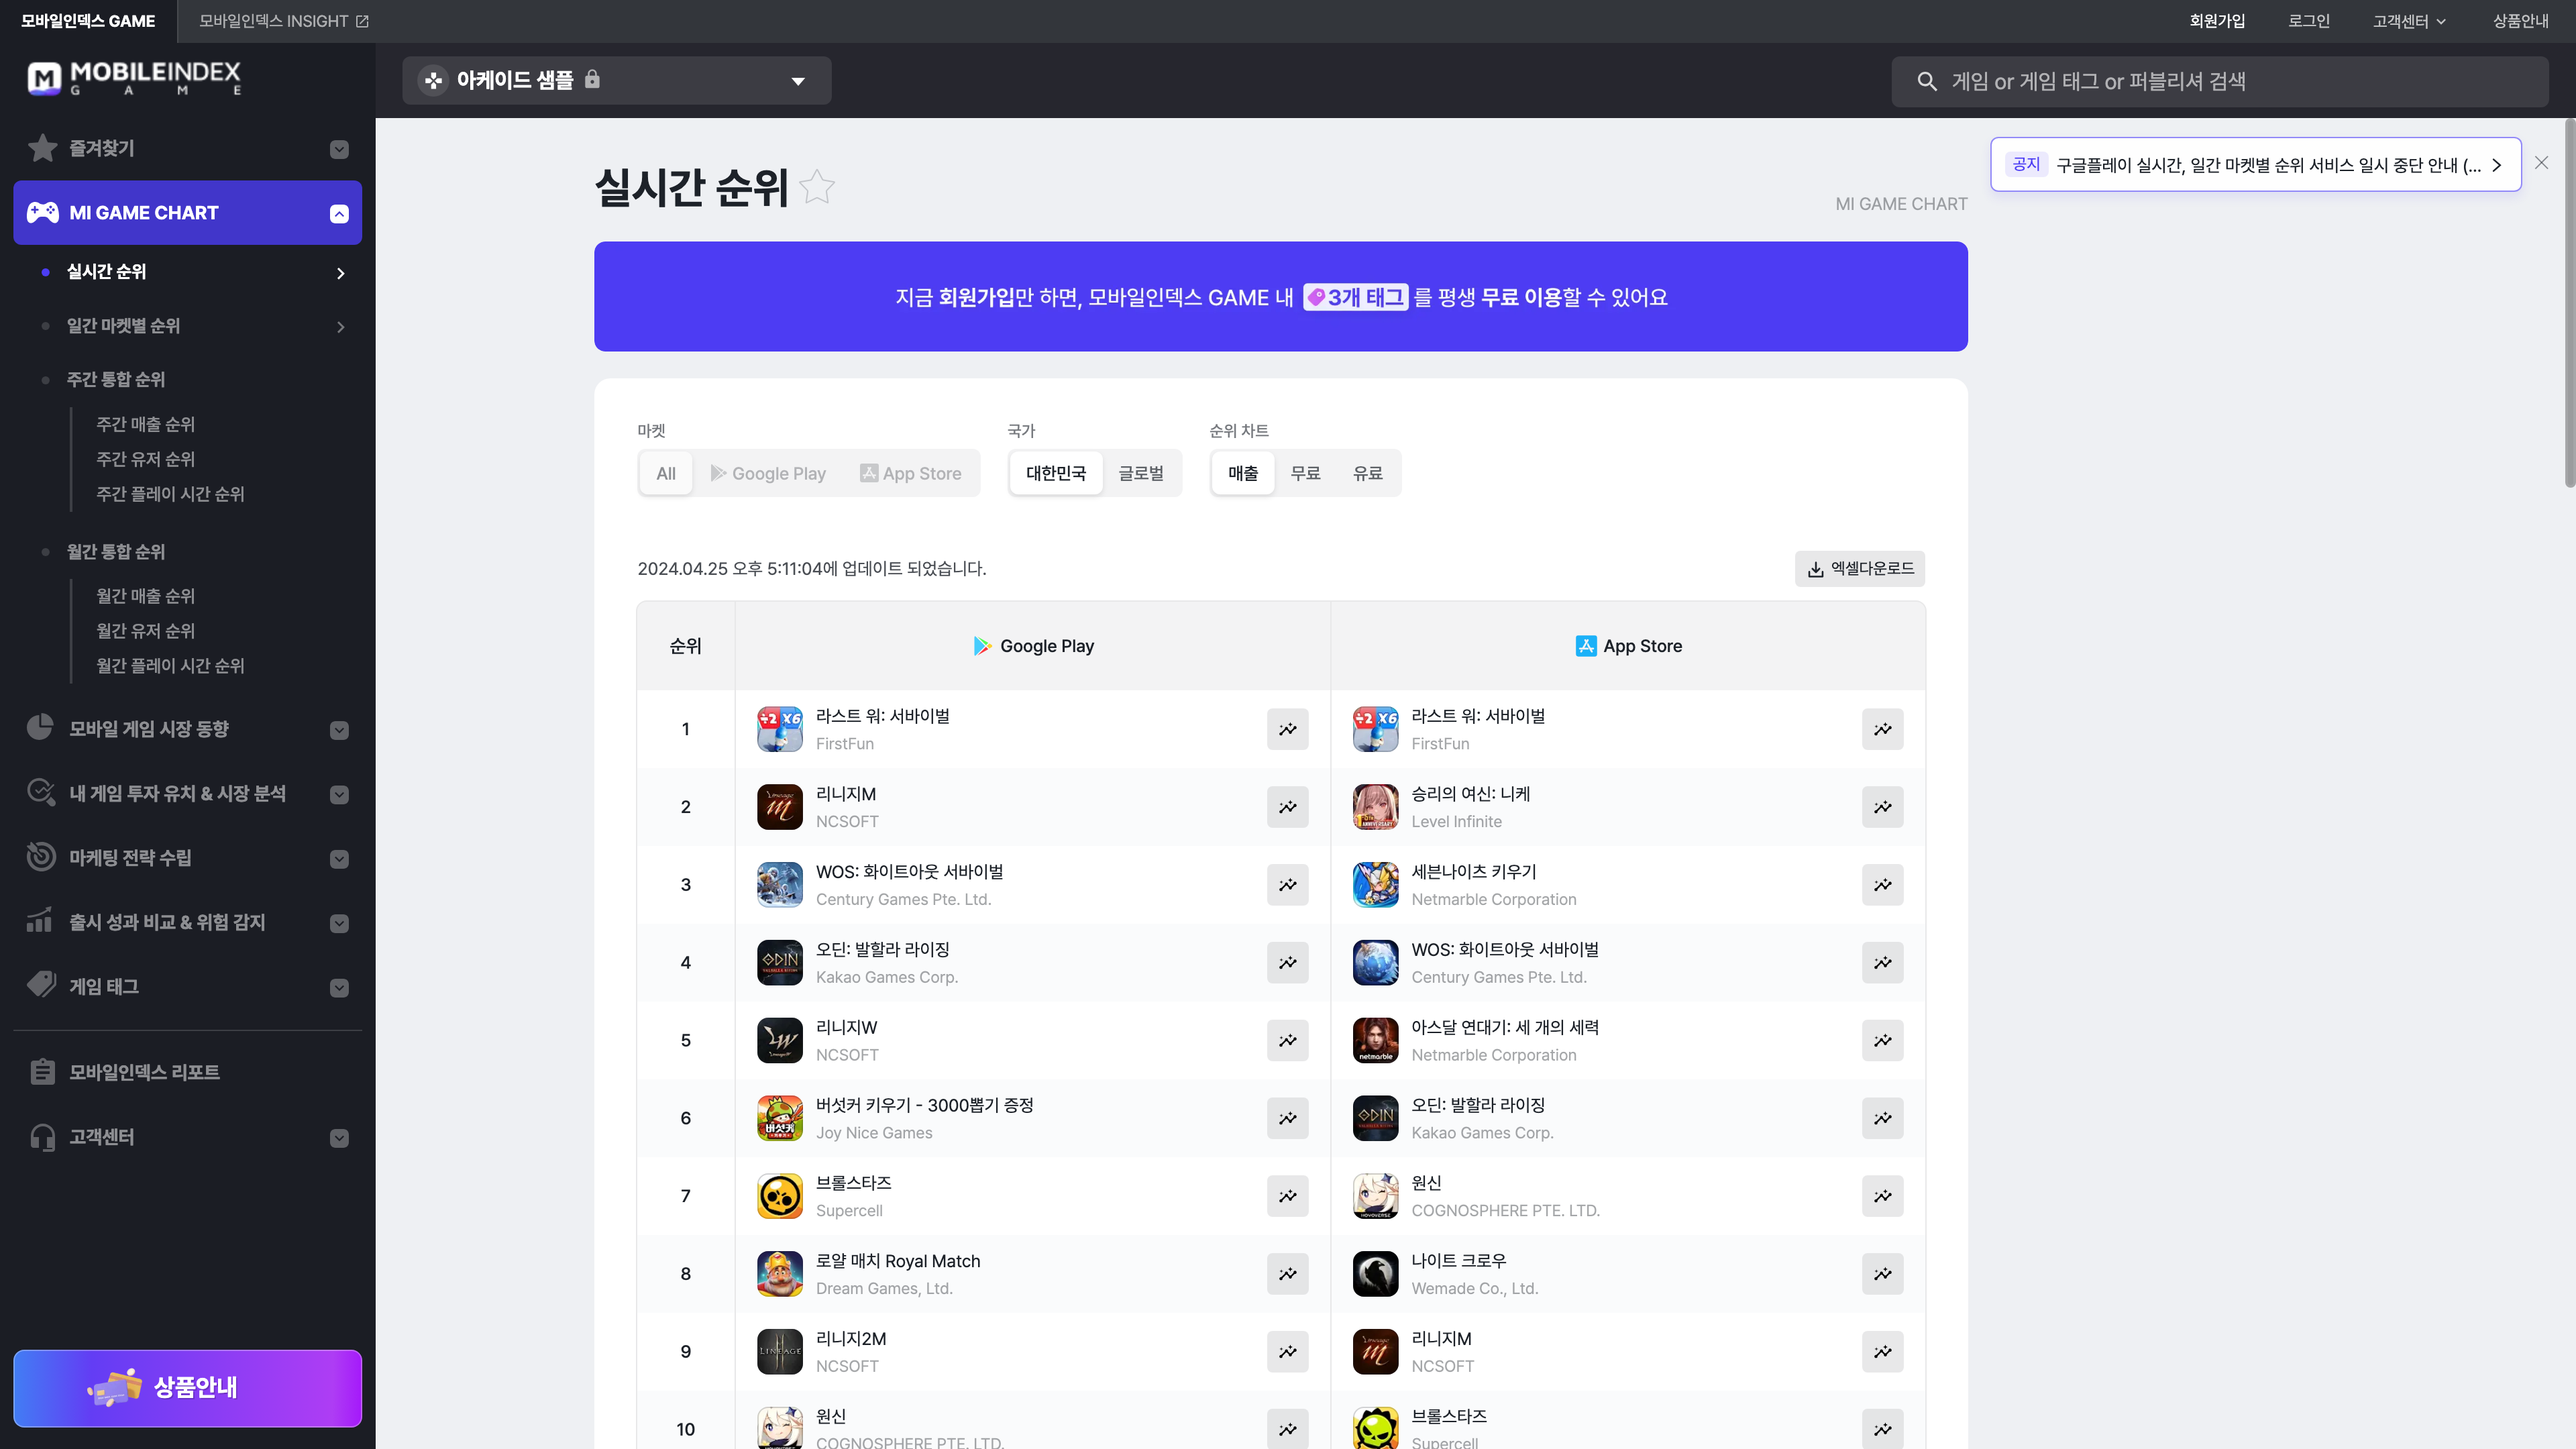 모바일인덱스 GAME
모바일인덱스 INSIGHT
회원가입
로그인
고객센터
상품안내
MOBILEINDEX
GAME
아케이드 샘플
게임 or 게임 태그 or 퍼블리셔 검색
즐겨찾기
MI GAME CHART
실시간 순위
일간 마켓별 순위
주간 통합 순위
주간 매출 순위
주간 유저 순위
주간 플레이 시간 순위
월간 통합 순위
월간 매출 순위
월간 유저 순위
월간 플레이 시간 순위
모바일 게임 시장 동향
내 게임 투자 유치 & 시장 분석
마케팅 전략 수립
출시 성과 비교 & 위험 감지
게임 태그
모바일인덱스 리포트
고객센터
상품안내
실시간 순위
MI GAME CHART
공지 구글플레이 실시간, 일간 마켓별 순위 서비스 일시 중단 안내 (...
지금 회원가입만 하면, 모바일인덱스 GAME 내 3개 태그 를 평생 무료 이용할 수 있어요
마켓
All
Google Play
App Store
국가
대한민국
글로벌
순위 차트
매출
무료
유료
2024.04.25 오후 5:11:04에 업데이트 되었습니다.
엑셀다운로드
순위
Google Play
App Store
1
라스트 워: 서바이벌
FirstFun
라스트 워: 서바이벌
FirstFun
2
리니지M
NCSOFT
승리의 여신: 니케
Level Infinite
3
WOS: 화이트아웃 서바이벌
Century Games Pte. Ltd.
세븐나이츠 키우기
Netmarble Corporation
4
오딘: 발할라 라이징
Kakao Games Corp.
WOS: 화이트아웃 서바이벌
Century Games Pte. Ltd.
5
리니지W
NCSOFT
아스달 연대기: 세 개의 세력
Netmarble Corporation
6
버섯커 키우기 - 3000뽑기 증정
Joy Nice Games
오딘: 발할라 라이징
Kakao Games Corp.
7
브롤스타즈
Supercell
원신
COGNOSPHERE PTE. LTD.
8
로얄 매치 Royal Match
Dream Games, Ltd.
나이트 크로우
Wemade Co., Ltd.
9
리니지2M
NCSOFT
리니지M
NCSOFT
10
원신
COGNOSPHERE PTE. LTD.
브롤스타즈
Supercell